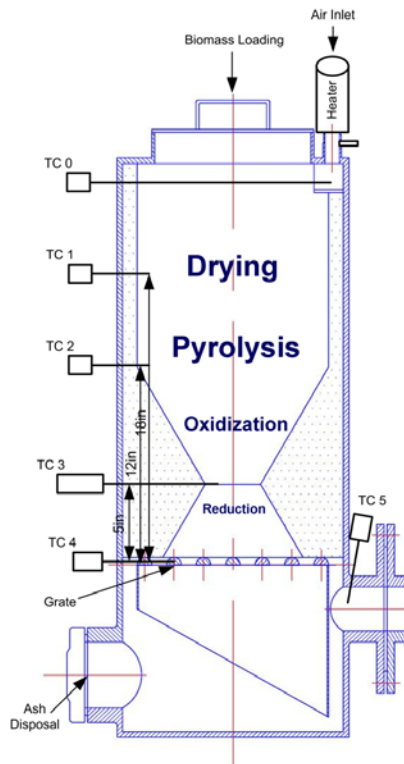 Air Inlet
Biomass Loading
Heater
TC 0
TC 1
Drying
Pyrolysis
TC 2
18in
Oxidization
12in
TC 3
TC 5
5in
Reduction
TC 4
Grate
Ash
Disposal